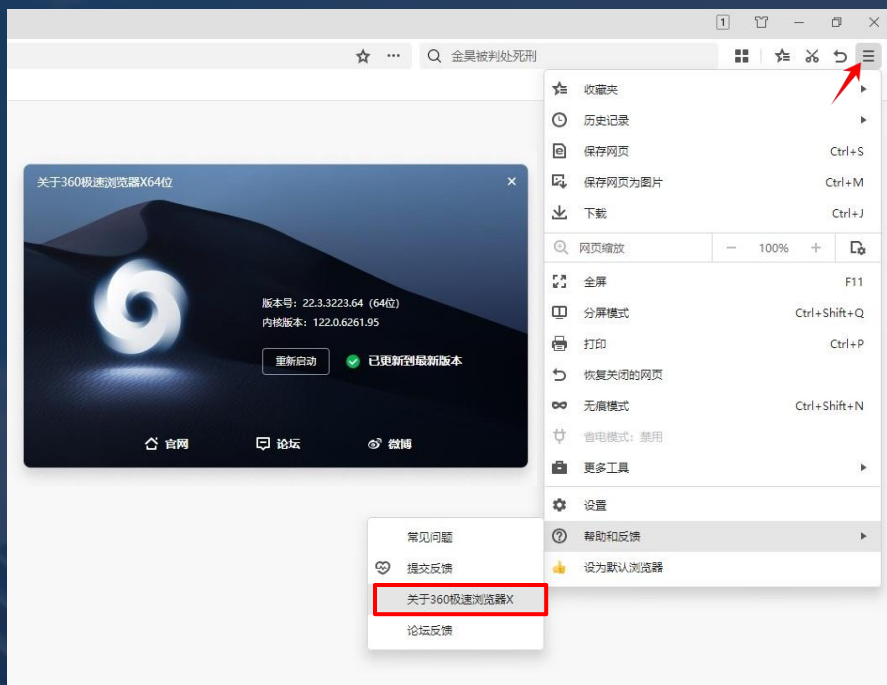 1
金昊被判处死刑
收藏夹
历史记录
保存网页 Ctrl+S
保存网页为图片 Ctrl+M
下载 Ctrl+J
网页缩放 — 100% +
全屏 F11
分屏模式 Ctrl+Shift+Q
打印 Ctrl+P
恢复关闭的网页
无痕模式 Ctrl+Shift+N
省电模式：禁用
更多工具
设置
帮助和反馈
设为默认浏览器
关于360极速浏览器X64位
版本号：22.3.3223.64 (64位)
内核版本：122.0.6261.95
重新启动 已更新到最新版本
官网 论坛 微博
常见问题
提交反馈
关于360极速浏览器X
论坛反馈